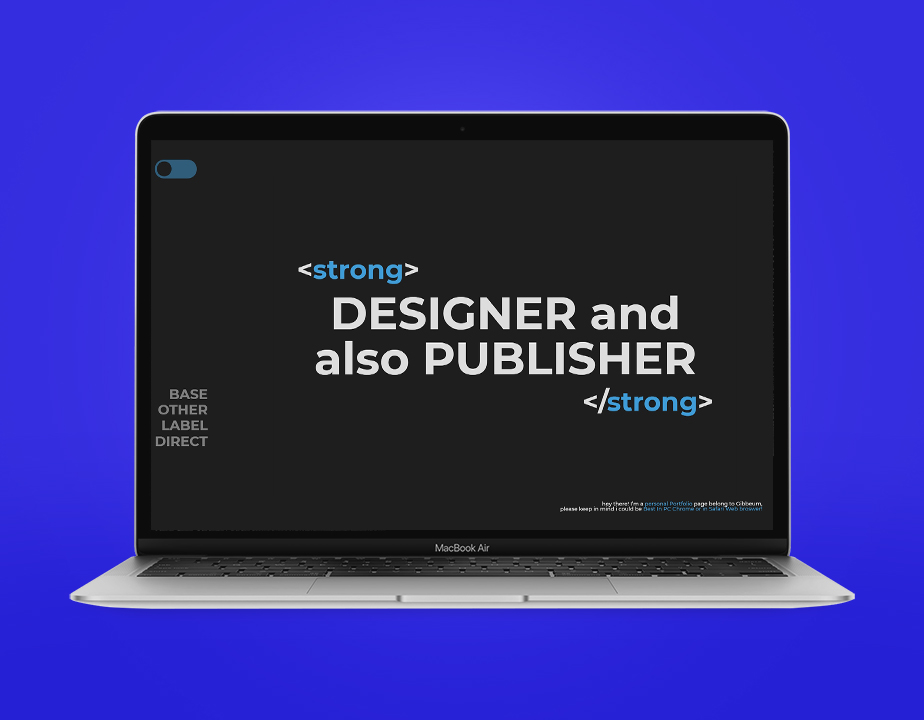 <strong>
DESIGNER and
also PUBLISHER
</strong>
BASE
OTHER
LABEL
DIRECT
hey there! I'm a personal Portfolio page belong to Gibbeum,
please keep in mind i could be Best in PC Chrome or in Safari Web broswer!
MacBook Air